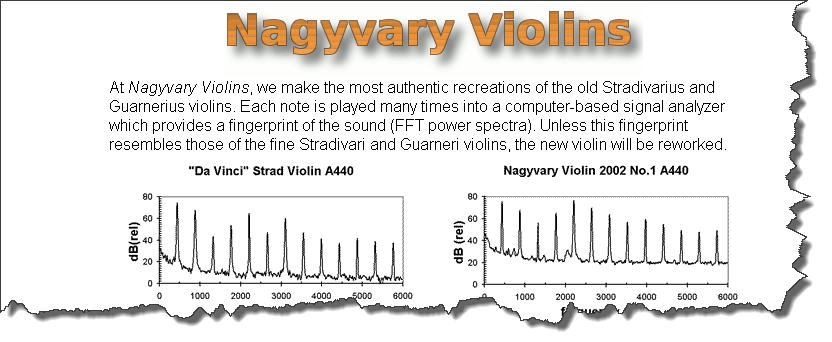 Nagyvary Violins
At Nagyvary Violins, we make the most authentic recreations of the old Stradivarius and
Guarnerius violins. Each note is played many times into a computer-based signal analyzer
which provides a fingerprint of the sound (FFT power spectra). Unless this fingerprint
resembles those of the fine Stradivari and Guarneri violins, the new violin will be reworked.
"Da Vinci" Strad Violin A440
80
60
40
20
0
dB(rel)
0 1000 2000 3000 4000 5000 6000
Nagyvary Violin 2002 No.1 A440
80
60
40
20
0
dB (rel)
0 1000 2000 3000 4000 5000 6000